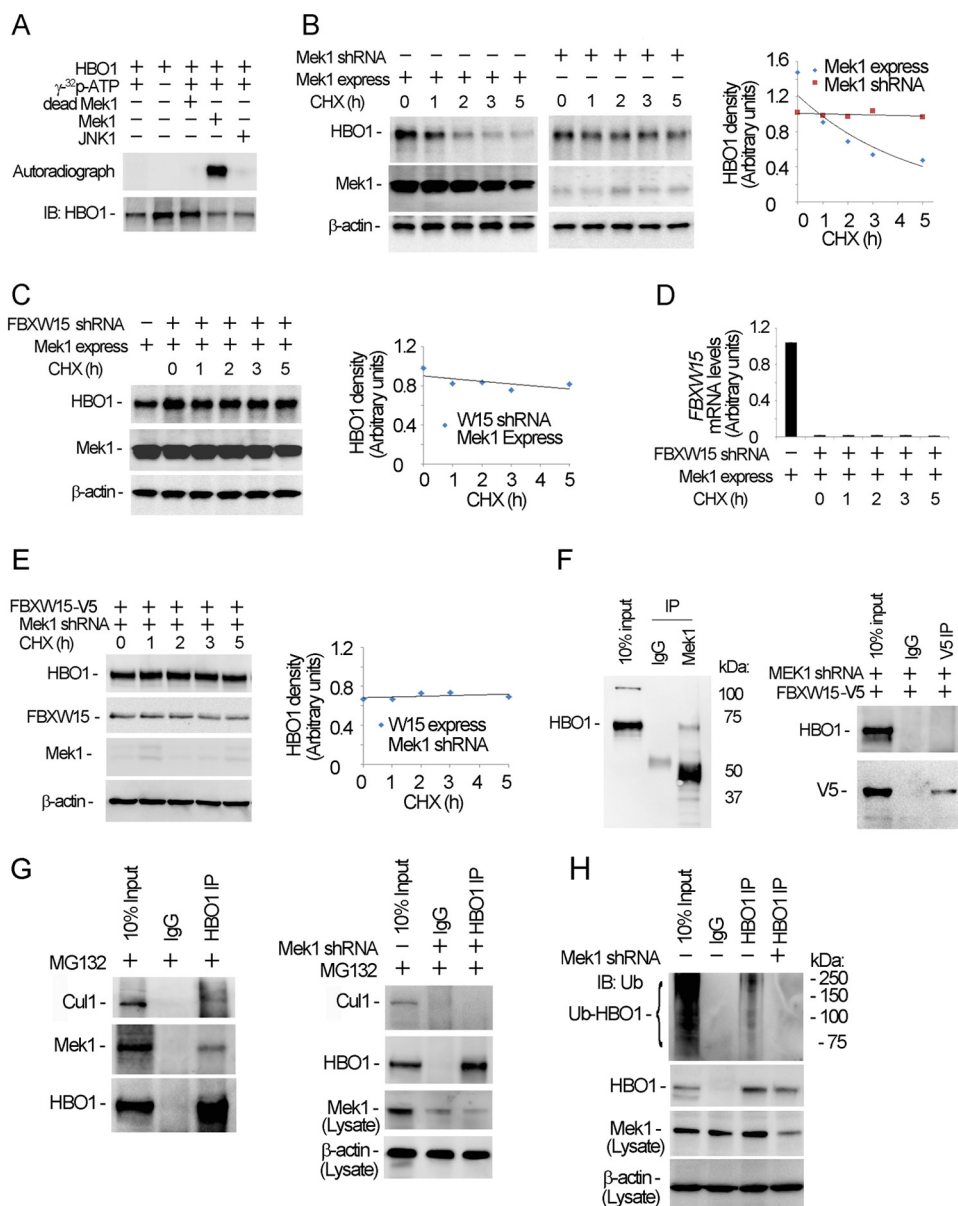 A
HBO1 + + + + +
γ-³²p-ATP + + + + +
dead Mek1 − − + − −
Mek1 − − − + −
JNK1 − − − − +
Autoradiograph
IB: HBO1 -
B
Mek1 shRNA − − − − − + + + + +
Mek1 express + + + + + − − − − −
CHX (h) 0 1 2 3 5 0 1 2 3 5
HBO1 -
Mek1 -
β-actin -
HBO1 density
(Arbitrary units)
1.6
1.2
0.8
0.4
0
Mek1 express
Mek1 shRNA
0 1 2 3 5
CHX (h)
C
FBXW15 shRNA − + + + + +
Mek1 express + + + + + +
CHX (h) 0 1 2 3 5
HBO1 -
Mek1 -
β-actin -
HBO1 density
(Arbitrary units)
1.2
0.8
0.4
0
W15 shRNA
Mek1 Express
0 1 2 3 4 5
CHX (h)
D
FBXW15
mRNA levels
(Arbitrary units)
1.2
0.8
0.4
0
FBXW15 shRNA − + + + + +
Mek1 express + + + + + +
CHX (h) 0 1 2 3 5
E
FBXW15-V5 + + + + +
Mek1 shRNA + + + + +
CHX (h) 0 1 2 3 5
HBO1 -
FBXW15 -
Mek1 -
β-actin -
HBO1 density
(Arbitrary units)
1.2
0.8
0.4
0
W15 express
Mek1 shRNA
0 1 2 3 4 5
CHX (h)
F
IP
10% input
IgG
Mek1
kDa:
HBO1 -
100
75
50
37
10% input
IgG
V5 IP
MEK1 shRNA + + +
FBXW15-V5 + + +
HBO1 -
V5 -
G
10% Input
IgG
HBO1 IP
MG132 + + +
Cul1 -
Mek1 -
HBO1 -
10% Input
IgG
HBO1 IP
Mek1 shRNA − + +
MG132 + + +
Cul1 -
HBO1 -
Mek1 -
(Lysate)
β-actin -
(Lysate)
H
10% Input
IgG
HBO1 IP
HBO1 IP
Mek1 shRNA − − − +
kDa:
IB: Ub
Ub-HBO1 -
- 250
- 150
- 100
- 75
HBO1 -
Mek1 -
(Lysate)
β-actin -
(Lysate)